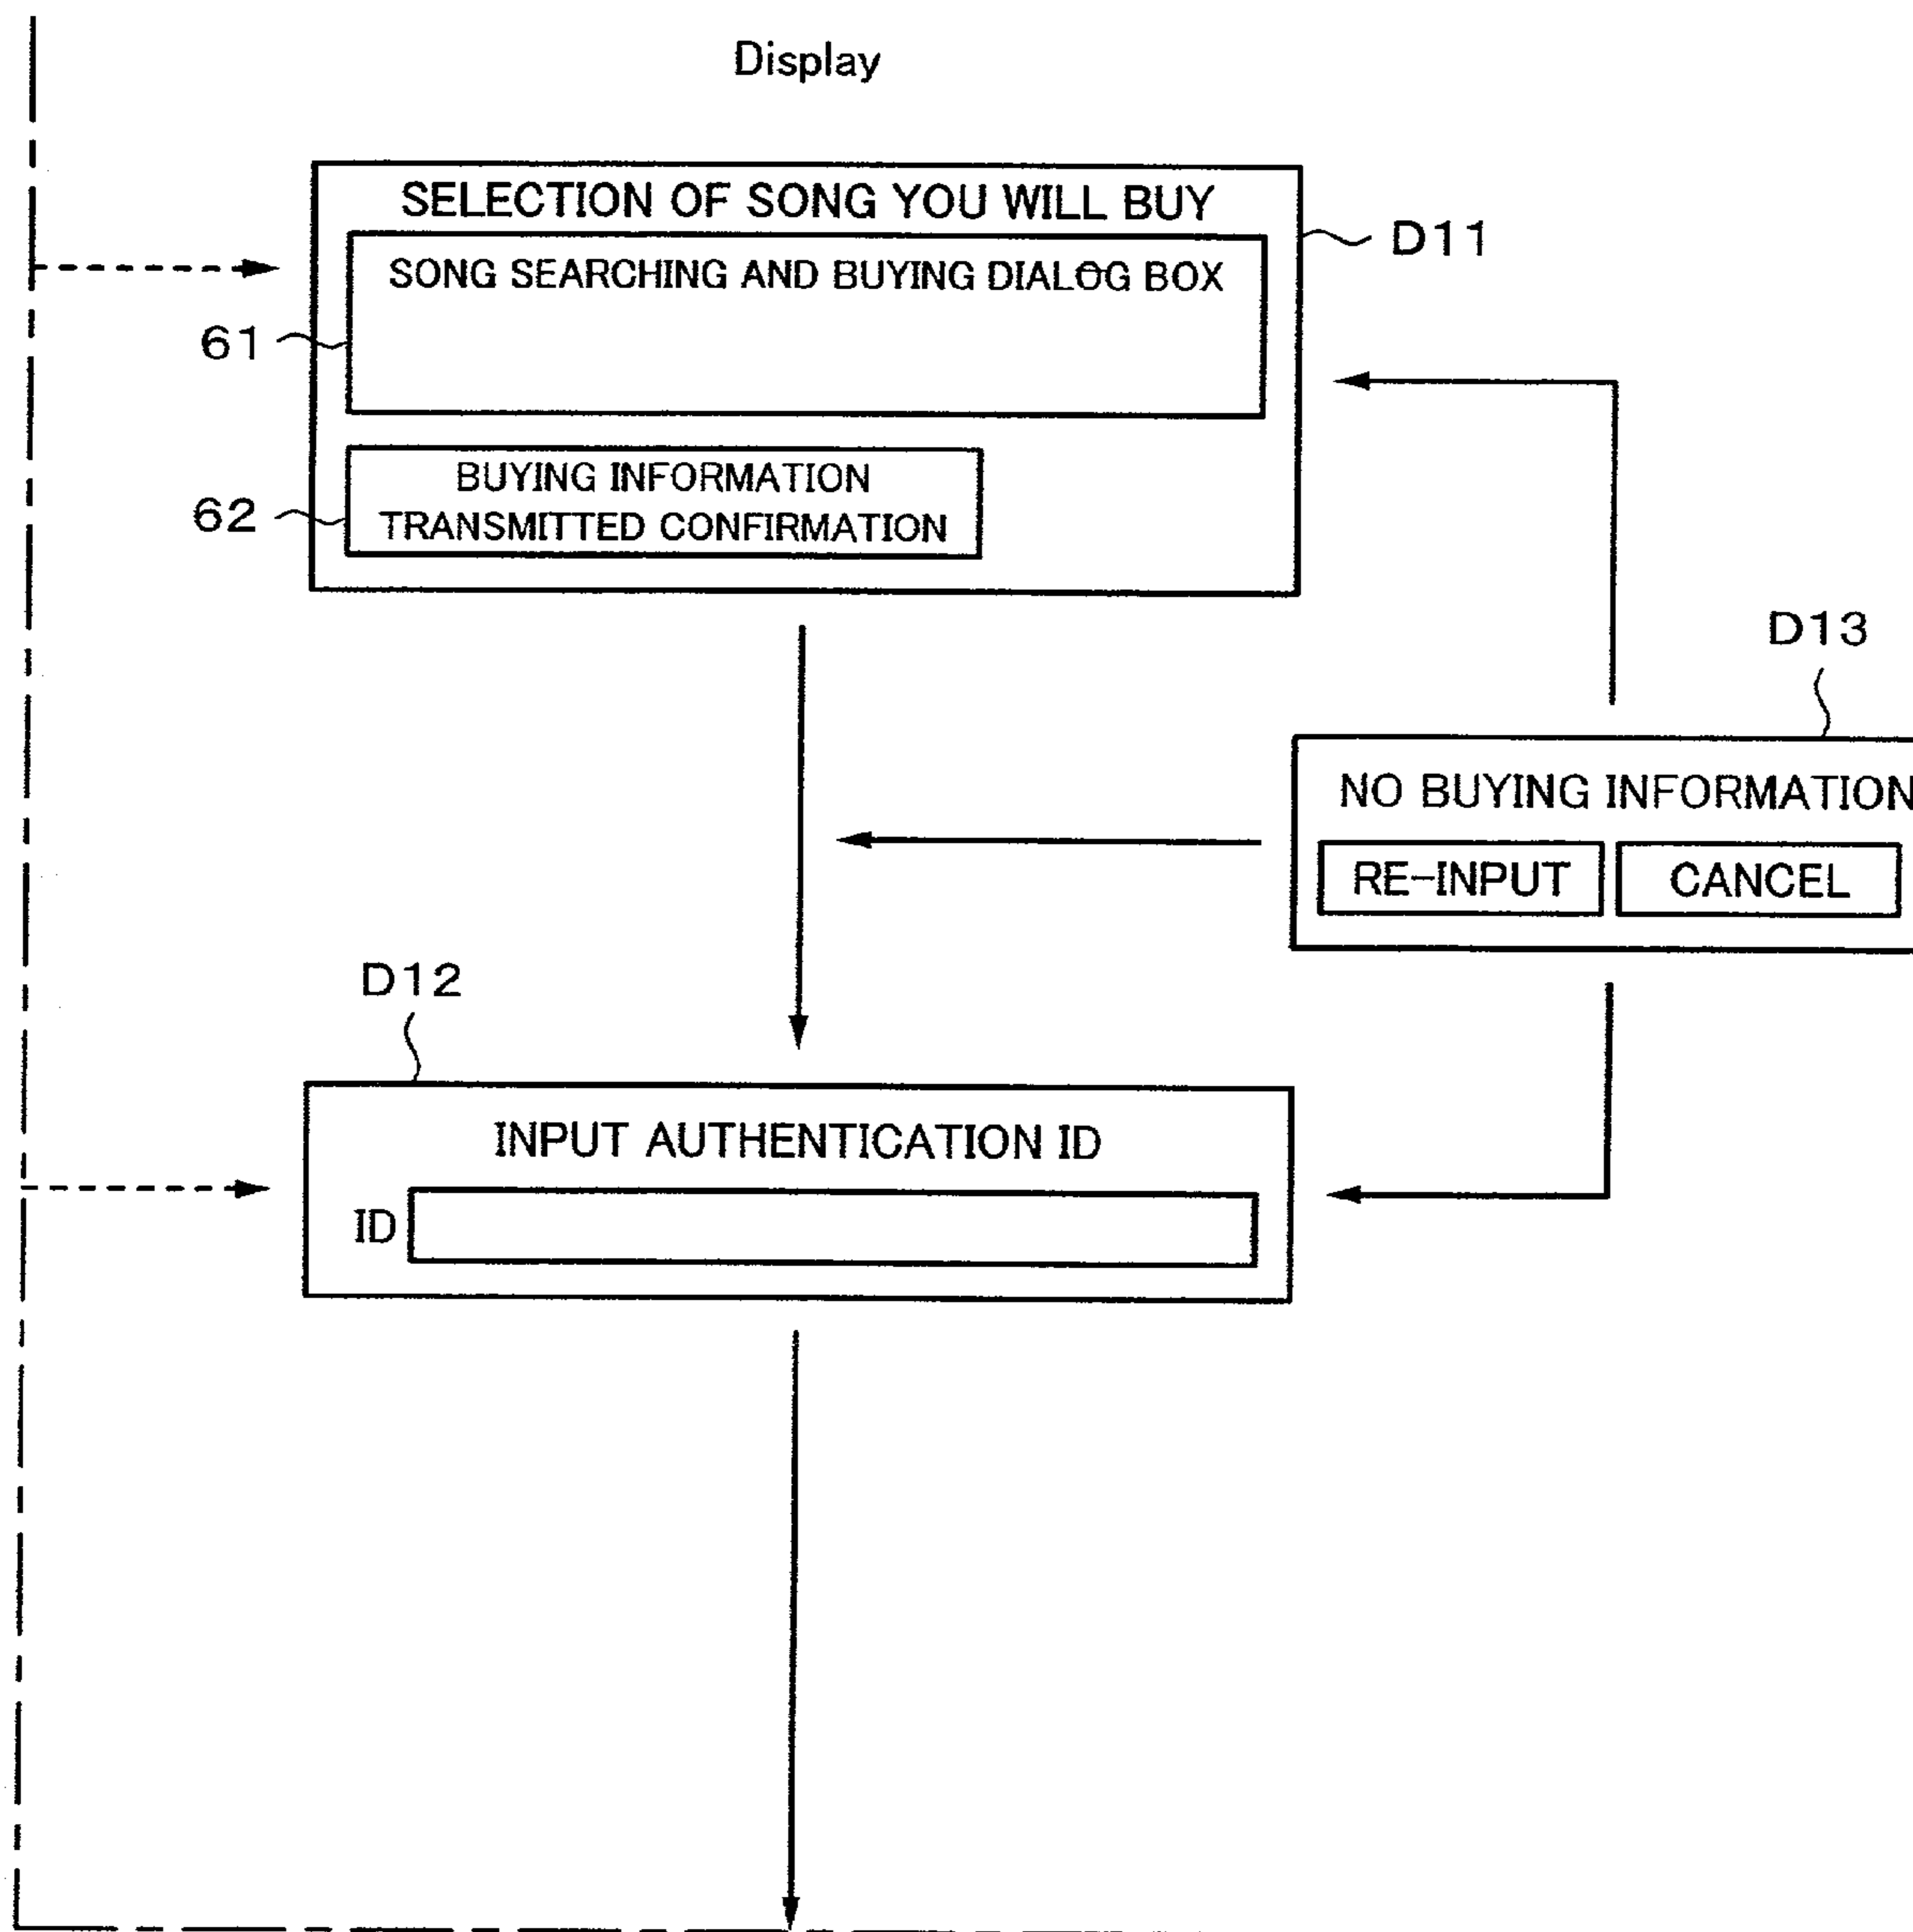 Display
SELECTION OF SONG YOU WILL BUY
D11
SONG SEARCHING AND BUYING DIALOG BOX
61
BUYING INFORMATION
62
TRANSMITTED CONFIRMATION
D13
NO BUYING INFORMATION
RE-INPUT
CANCEL
D12
INPUT AUTHENTICATION ID
ID